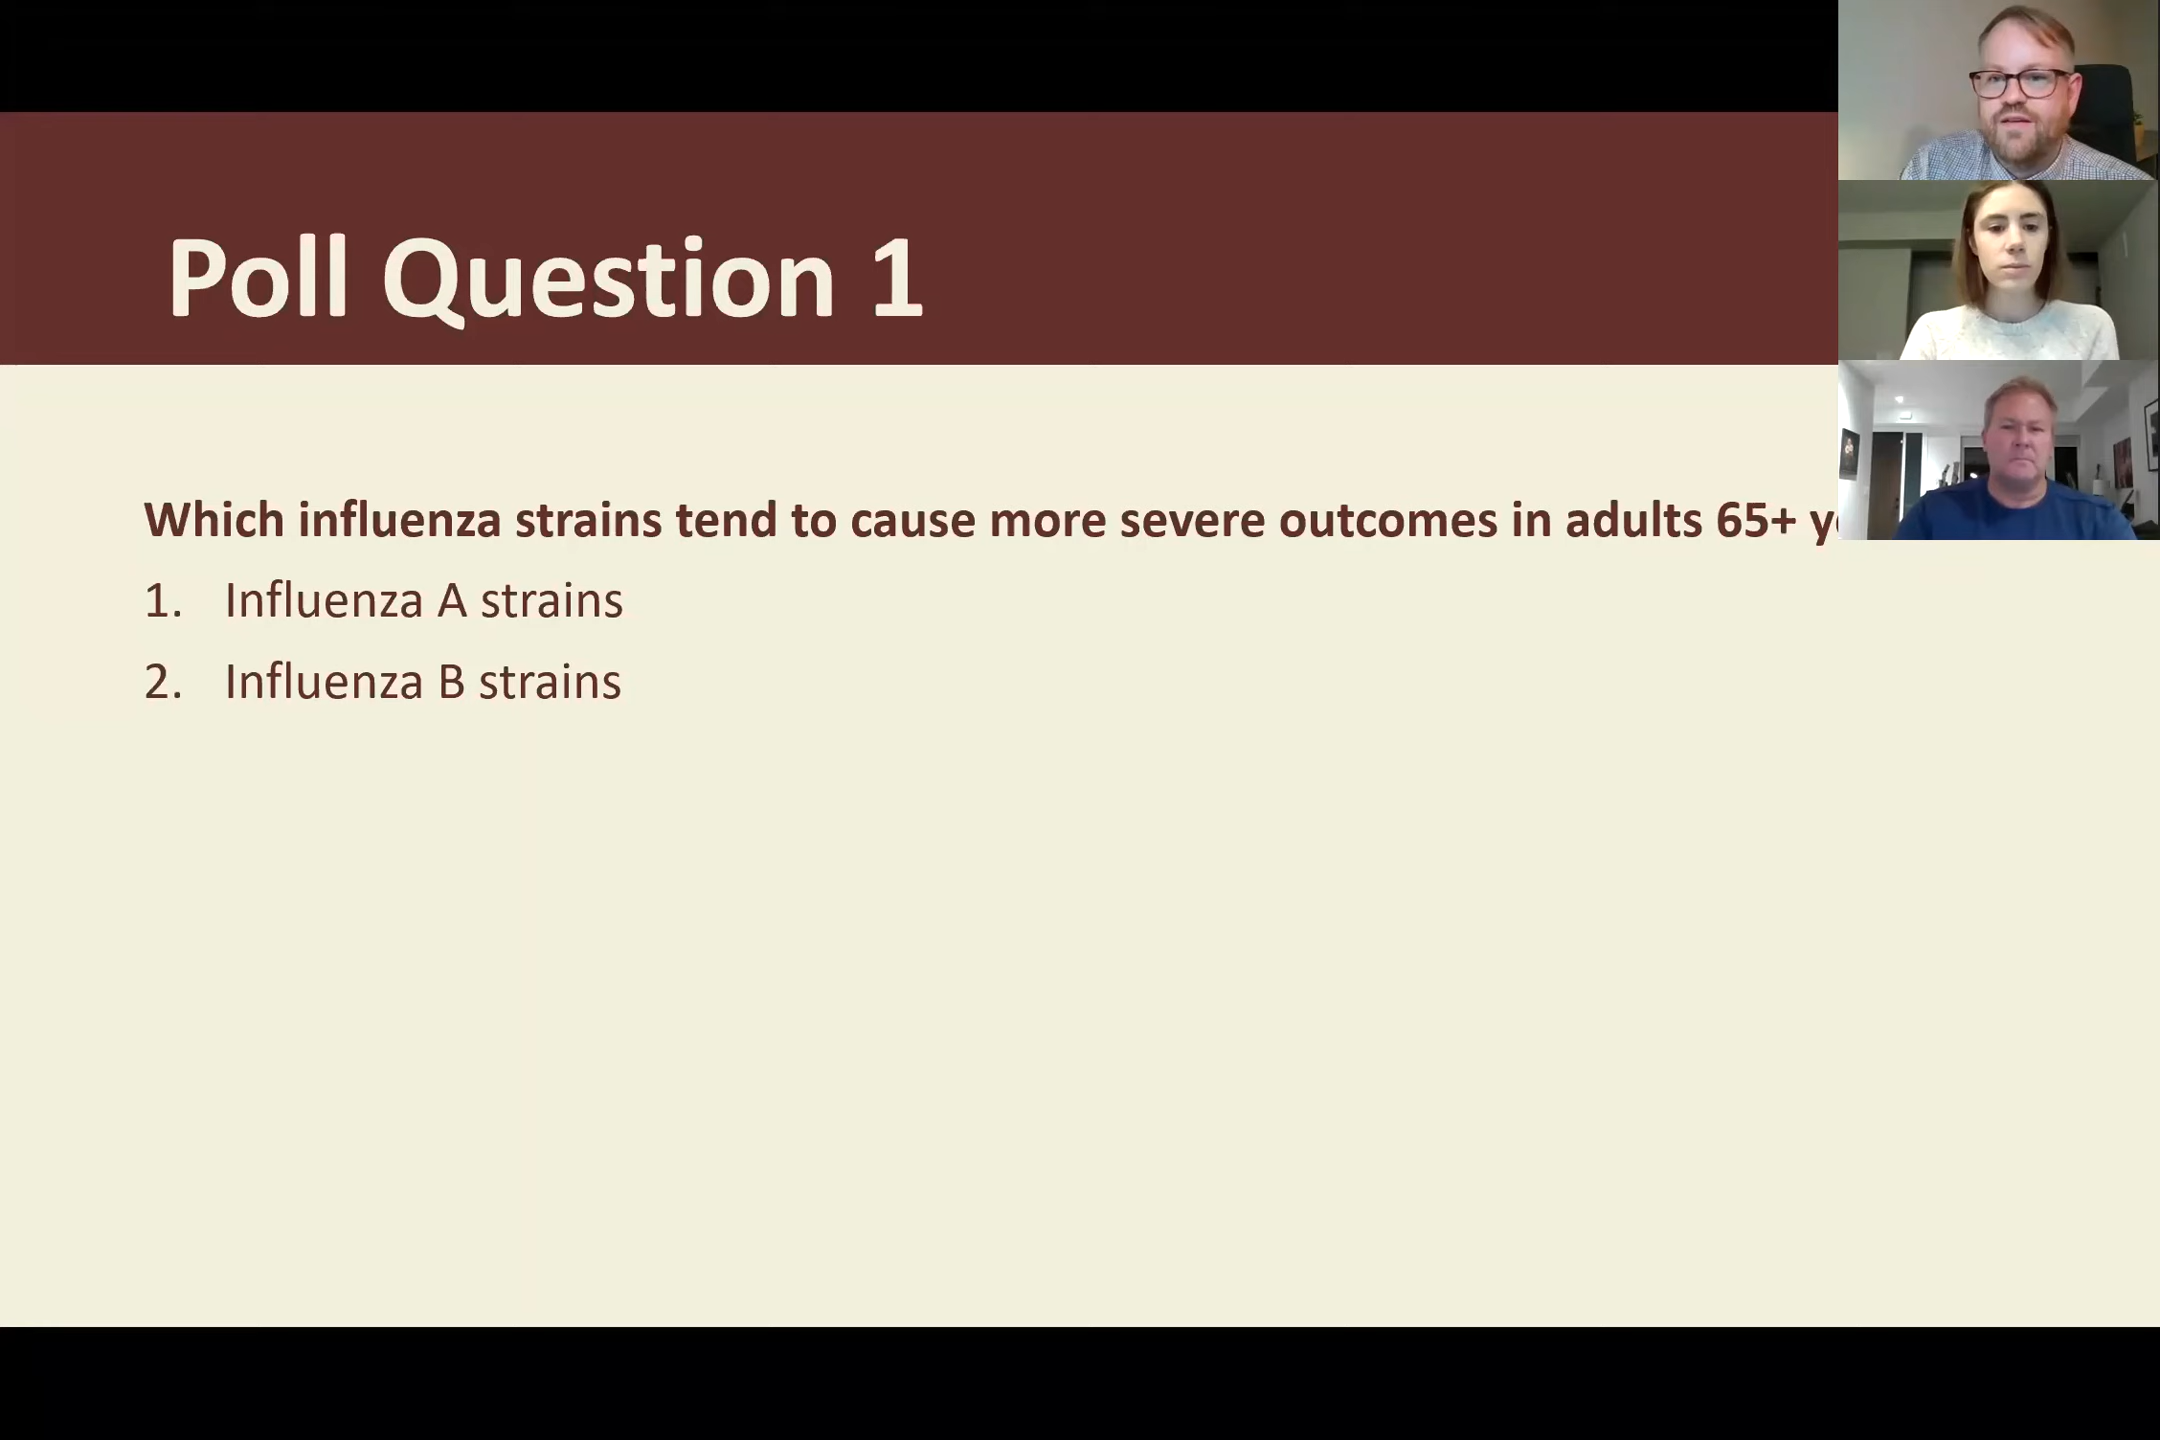 Poll Question 1
Which influenza strains tend to cause more severe outcomes in adults 65+
1. Influenza A strains
2. Influenza B strains